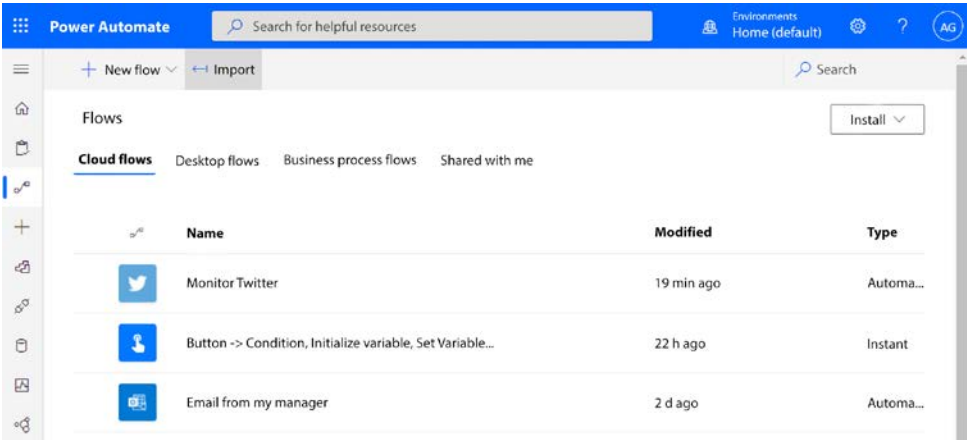 Power Automate Search for helpful resources Environments
Home (default) ? AG
New flow Import Search
Flows Install
Cloud flows Desktop flows Business process flows Shared with me
Name Modified Type
Monitor Twitter 19 min ago Automa...
Button -> Condition, Initialize variable, Set Variable... 22 h ago Instant
Email from my manager 2 d ago Automa...